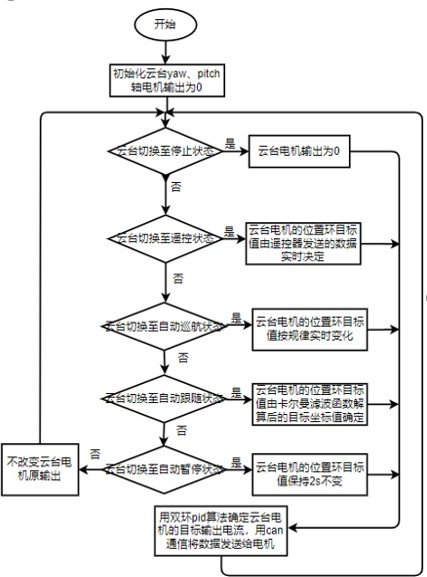 开始
初始化云台yaw、pitch
轴电机输出为0
云台切换至停止状态
是
云台电机输出为0
否
云台切换至遥控状态
是
云台电机的位置环目标
值由遥控器发送的数据
实时决定
否
云台切换至自动巡航状态
是
云台电机的位置环目标
值按规律实时变化
否
云台切换至自动跟随状态
是
云台电机的位置环目标
值由卡尔曼滤波函数解
算后的目标坐标值确定
否
不改变云台电
机原输出
否
云台切换至自动暂停状态
是
云台电机的位置环目标
值保持2s不变
用双环pid算法确定云台电
机的目标输出电流，用can
通信将数据发送给电机